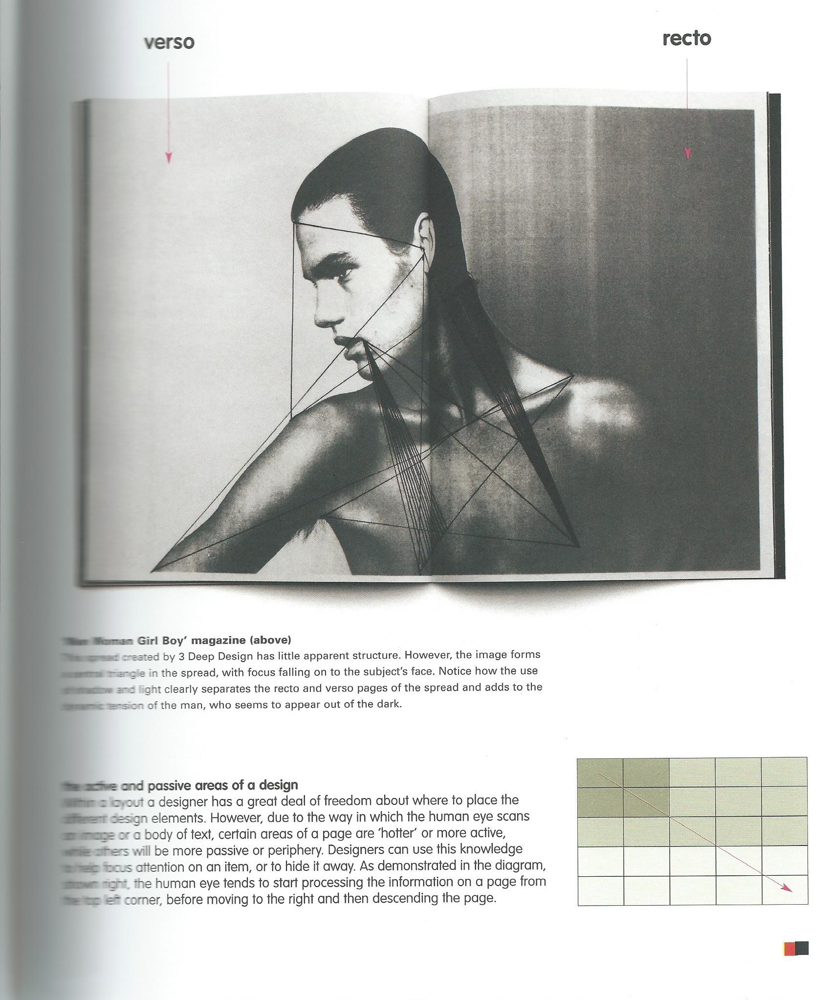 verso
recto
'Man Woman Girl Boy' magazine (above)
This spread created by 3 Deep Design has little apparent structure. However, the image forms
a central triangle in the spread, with focus falling on to the subject's face. Notice how the use
of shadow and light clearly separates the recto and verso pages of the spread and adds to the
dynamic tension of the man, who seems to appear out of the dark.
the active and passive areas of a design
Within a layout a designer has a great deal of freedom about where to place the
different design elements. However, due to the way in which the human eye scans
an image or a body of text, certain areas of a page are 'hotter' or more active,
while others will be more passive or periphery. Designers can use this knowledge
to help focus attention on an item, or to hide it away. As demonstrated in the diagram,
shown right, the human eye tends to start processing the information on a page from
the top left corner, before moving to the right and then descending the page.